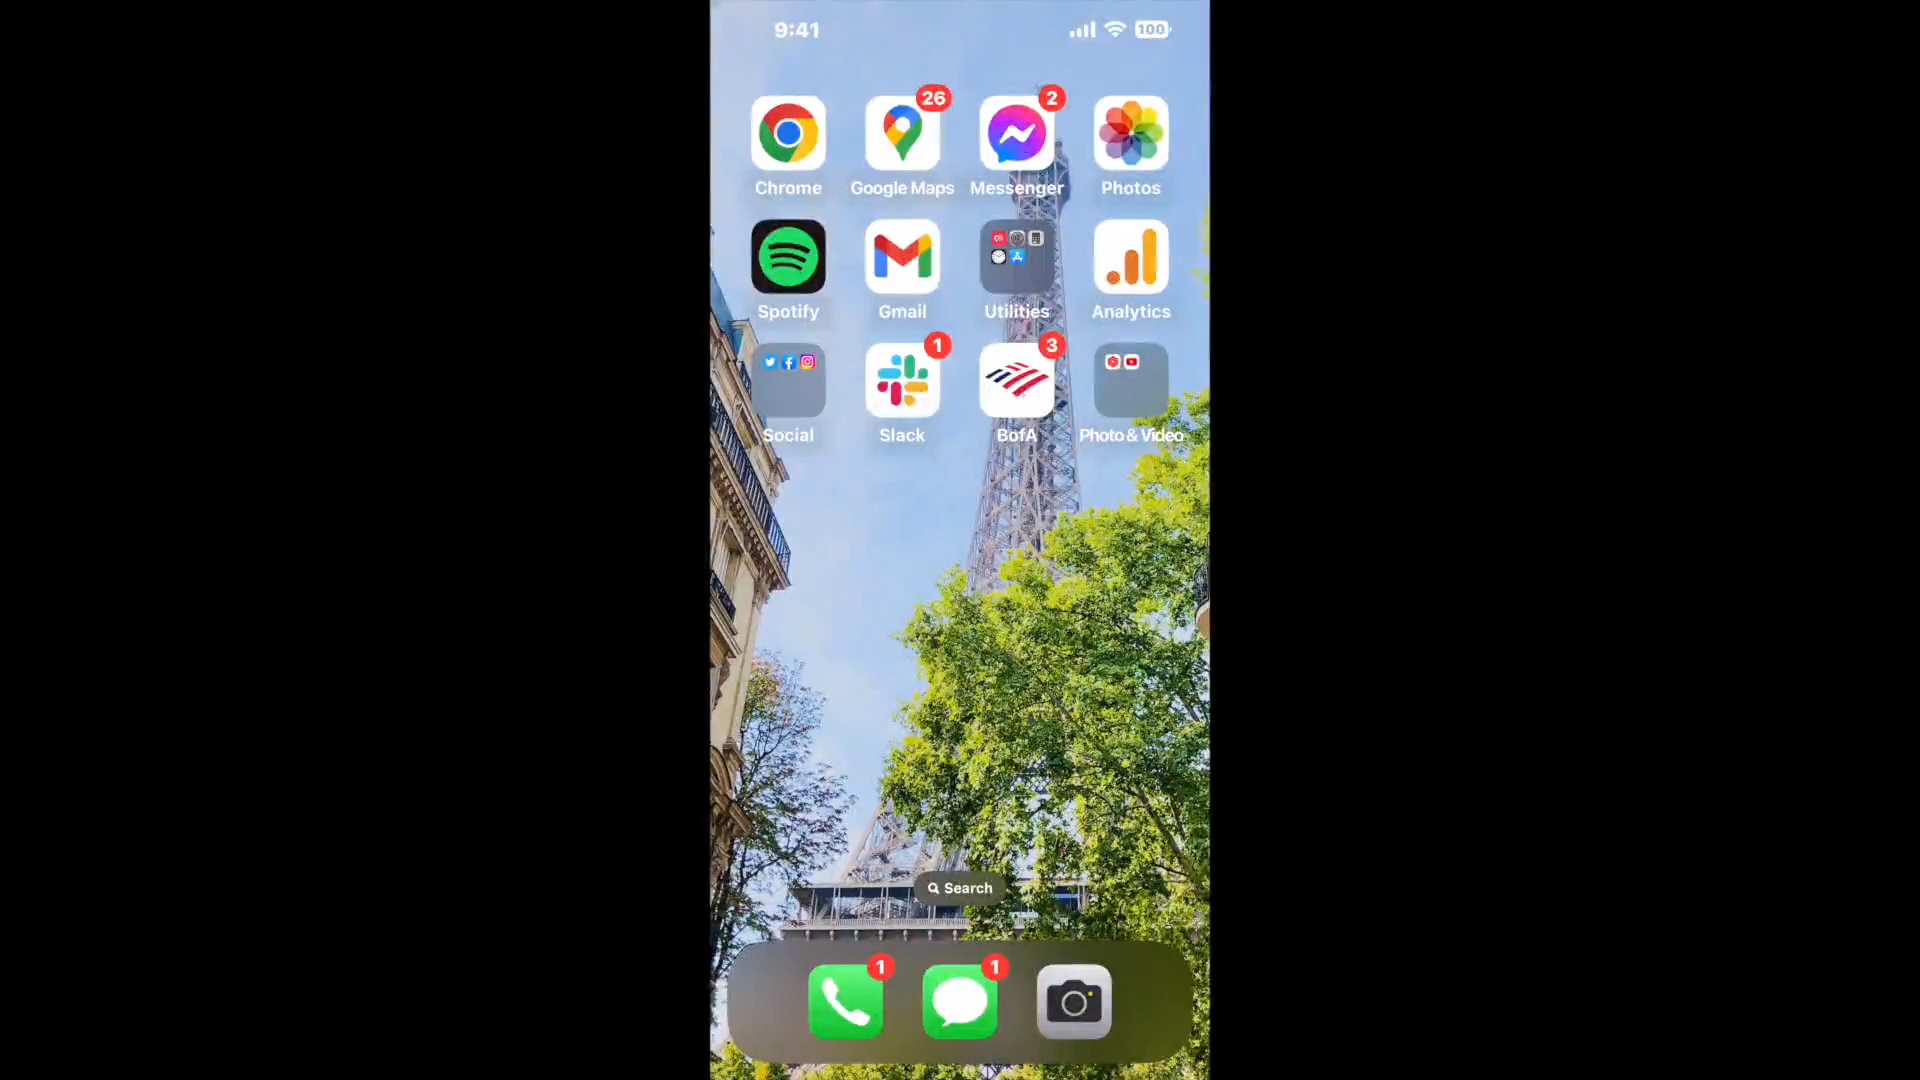 9:41
100
26
2
Chrome
Google Maps
Messenger
Photos
Spotify
Gmail
Utilities
Analytics
1
3
Social
Slack
BofA
Photo & Video
Search
1
1